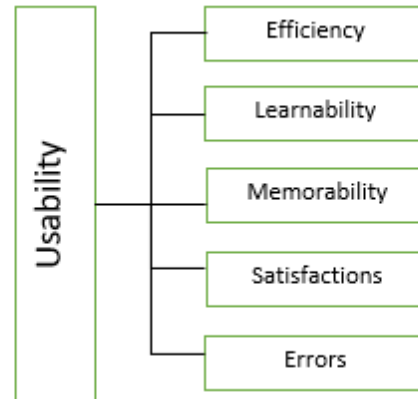 Usability
Efficiency
Learnability
Memorability
Satisfactions
Errors